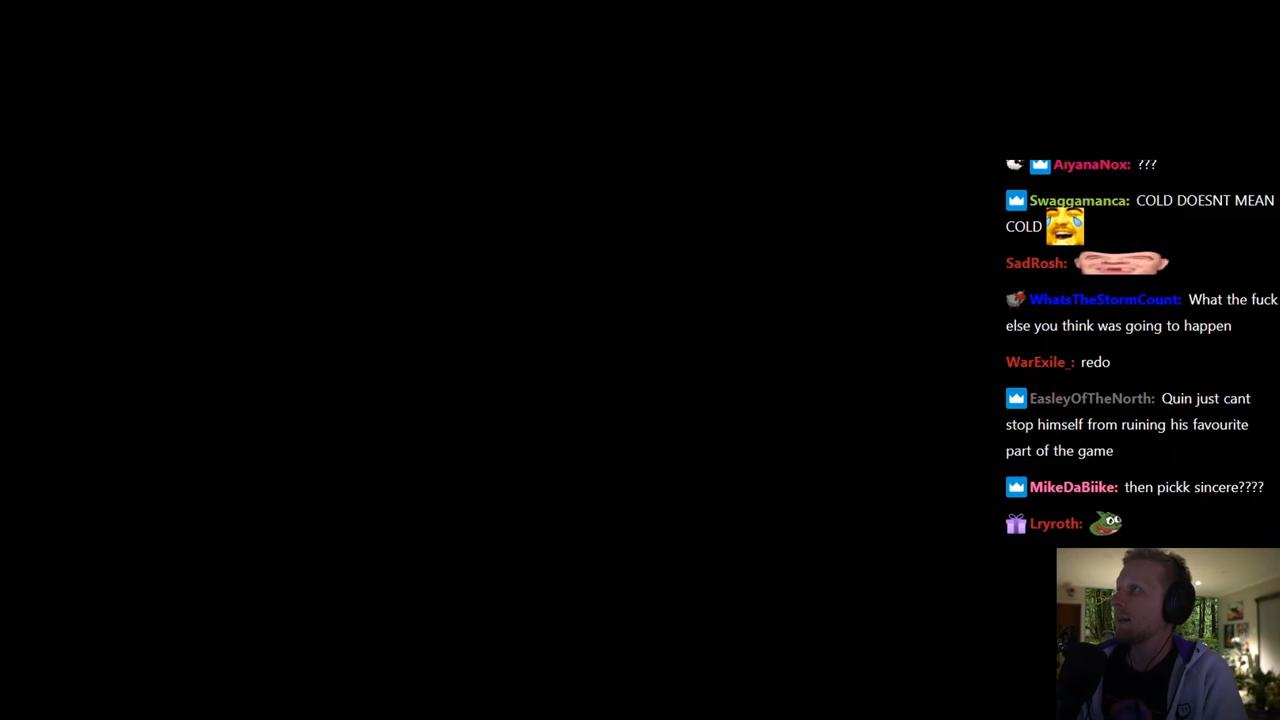 AiyanaNox: ???
Swaggamanca: COLD DOESNT MEAN
COLD
SadRosh:
WhatsTheStormCount: What the fuck
else you think was going to happen
WarExile_: redo
EasleyOfTheNorth: Quin just cant
stop himself from ruining his favourite
part of the game
MikeDaBiike: then pickk sincere????
Lryroth: